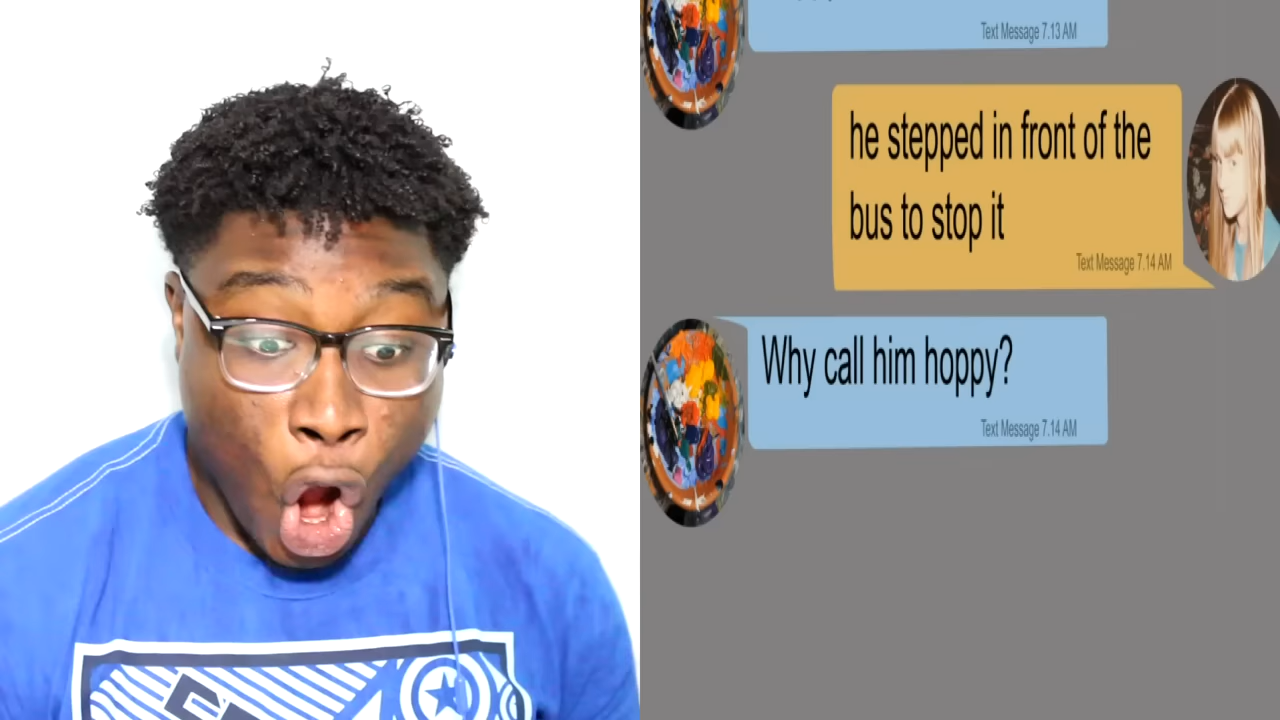 Text Message 7.13 AM
he stepped in front of the
bus to stop it
Text Message 7.14 AM
Why call him hoppy?
Text Message 7.14 AM